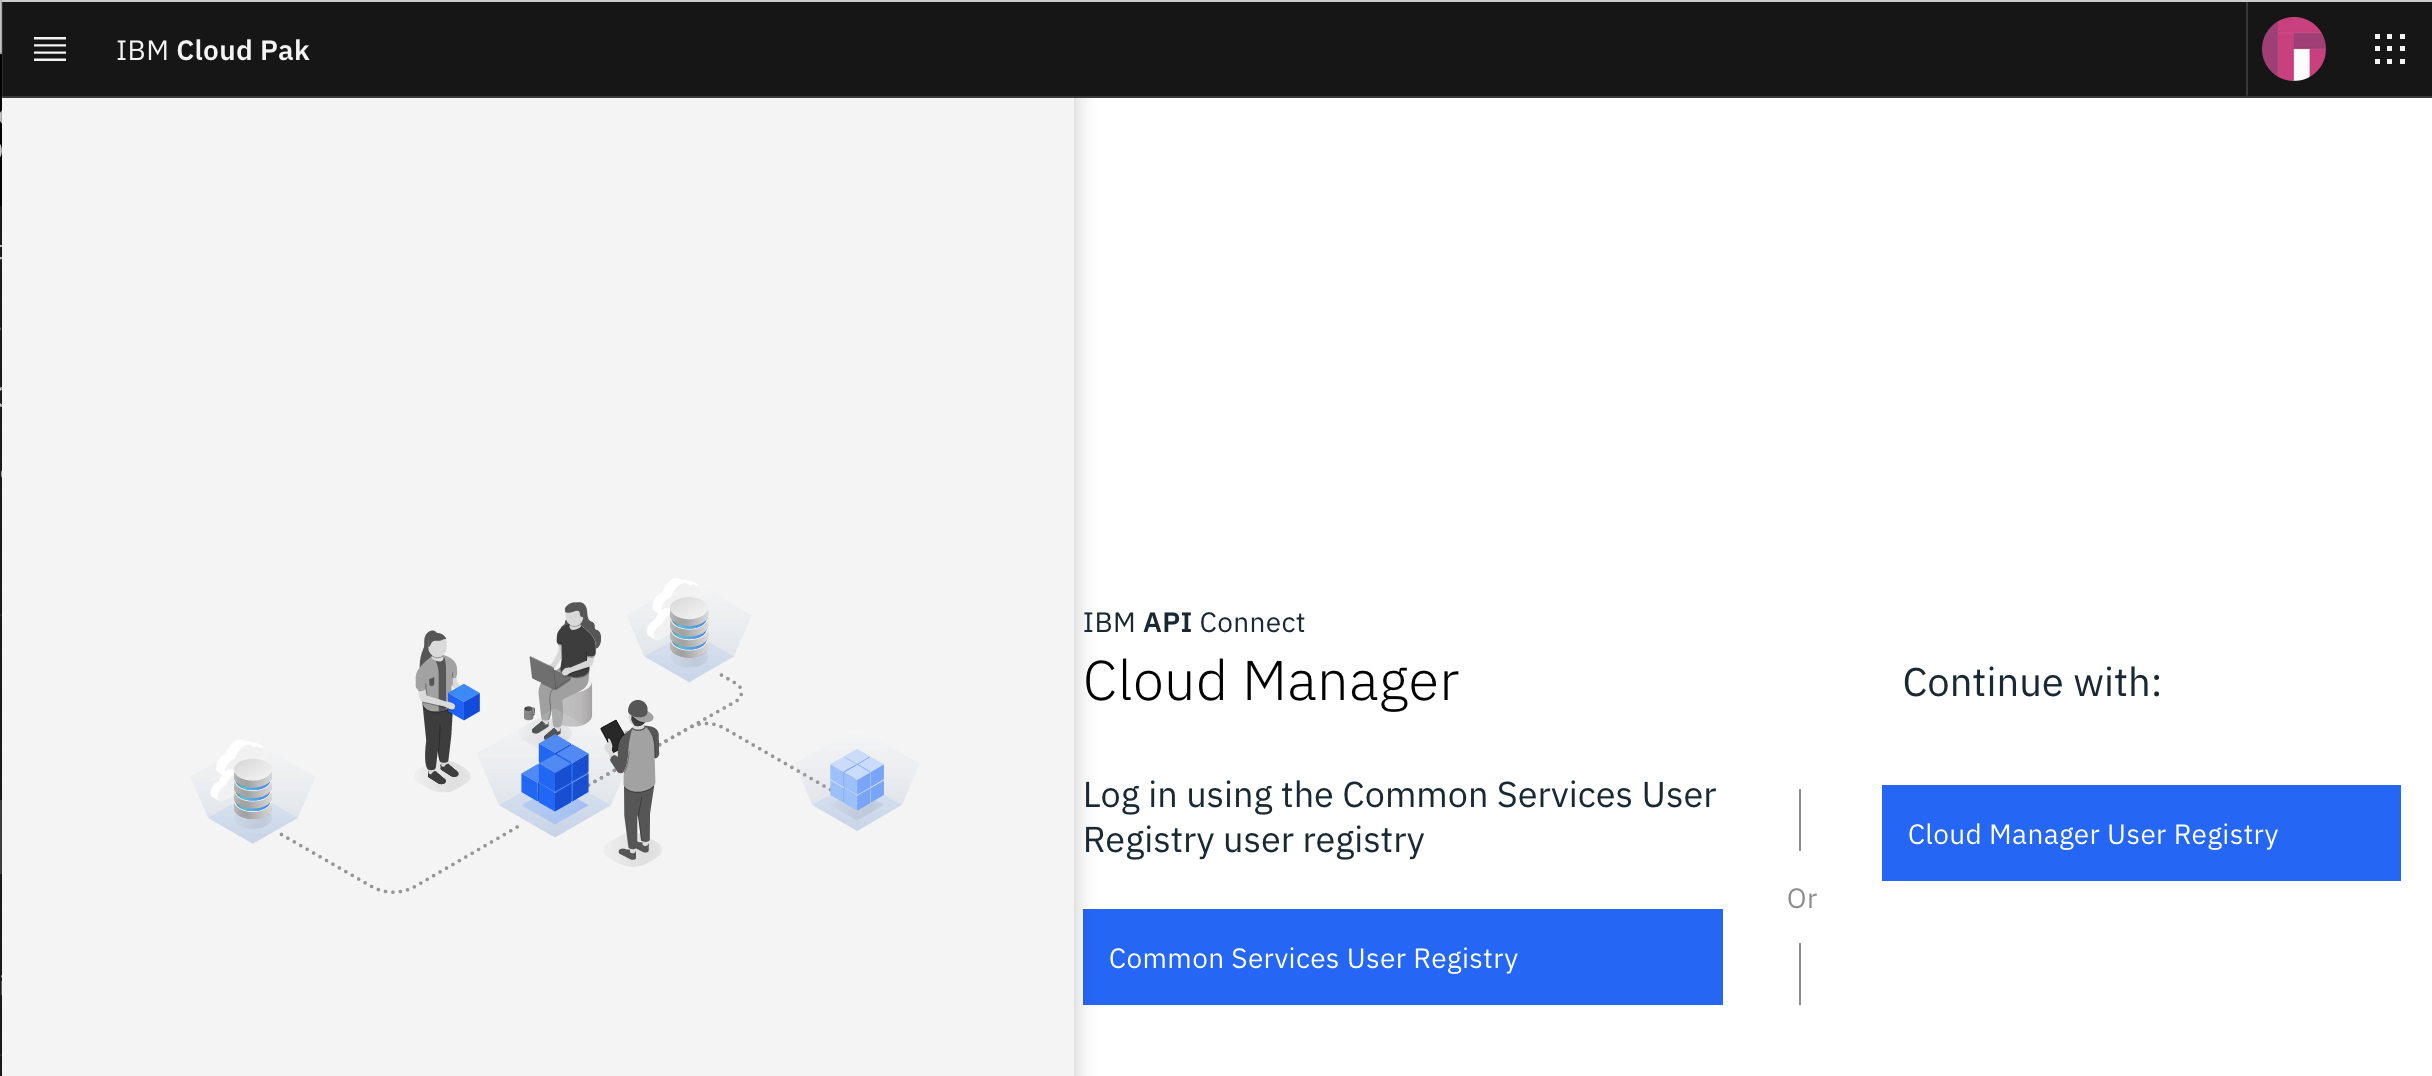 IBM Cloud Pak
IBM API Connect
Cloud Manager
Log in using the Common Services User
Registry user registry
Common Services User Registry
Or
Continue with:
Cloud Manager User Registry